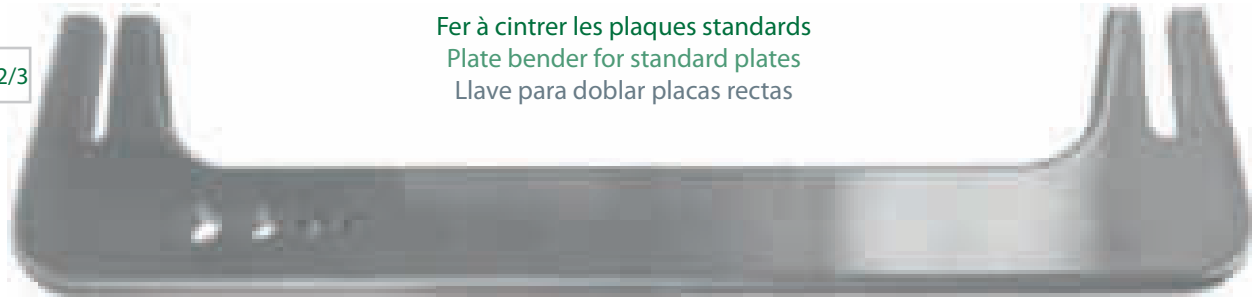 Fer à cintrer les plaques standards
Plate bender for standard plates
Llave para doblar placas rectas
2/3